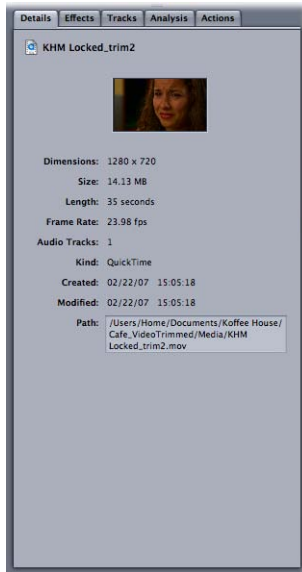 Details Effects Tracks Analysis Actions
KHM Locked_trim2
Dimensions: 1280 x 720
Size: 14.13 MB
Length: 35 seconds
Frame Rate: 23.98 fps
Audio Tracks: 1
Kind: QuickTime
Created: 02/22/07 15:05:18
Modified: 02/22/07 15:05:18
Path: /Users/Home/Documents/Koffee House/
Cafe_VideoTrimmed/Media/KHM
Locked_trim2.mov